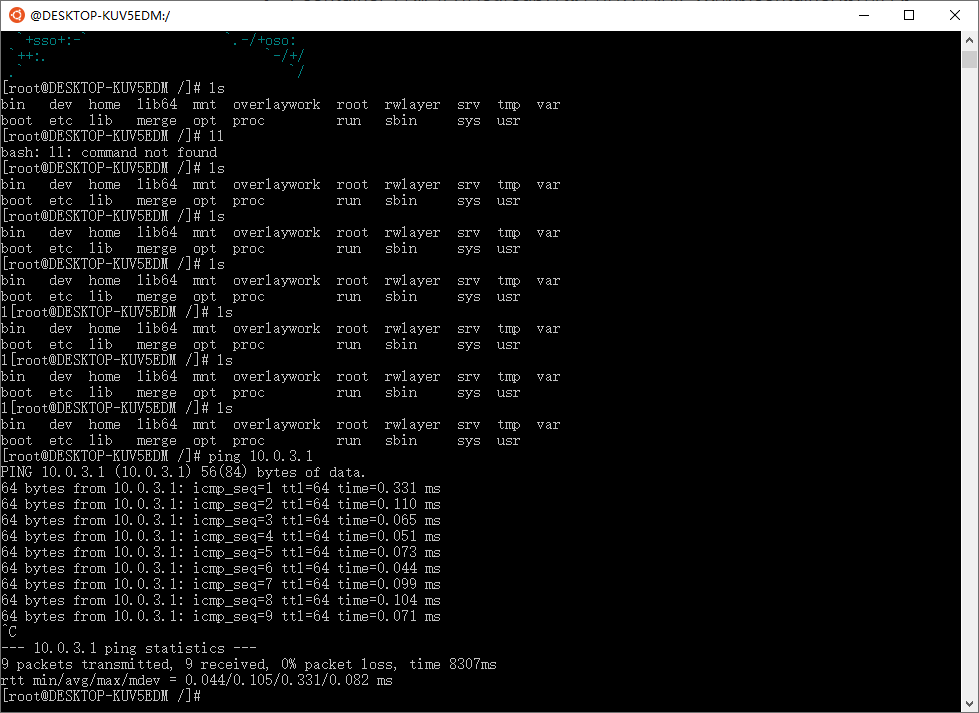 @DESKTOP-KUV5EDM:/
`+sso+:-`                 `.-/+oso:
`++:.                           `-/+/
.`                                 `/
[root@DESKTOP-KUV5EDM /]# ls
bin   dev  home  lib64  mnt  overlaywork  root  rwlayer  srv  tmp  var
boot  etc  lib   merge  opt  proc         run   sbin     sys  usr
[root@DESKTOP-KUV5EDM /]# ll
bash: ll: command not found
[root@DESKTOP-KUV5EDM /]# ls
bin   dev  home  lib64  mnt  overlaywork  root  rwlayer  srv  tmp  var
boot  etc  lib   merge  opt  proc         run   sbin     sys  usr
[root@DESKTOP-KUV5EDM /]# ls
bin   dev  home  lib64  mnt  overlaywork  root  rwlayer  srv  tmp  var
boot  etc  lib   merge  opt  proc         run   sbin     sys  usr
[root@DESKTOP-KUV5EDM /]# ls
bin   dev  home  lib64  mnt  overlaywork  root  rwlayer  srv  tmp  var
boot  etc  lib   merge  opt  proc         run   sbin     sys  usr
l[root@DESKTOP-KUV5EDM /]# ls
bin   dev  home  lib64  mnt  overlaywork  root  rwlayer  srv  tmp  var
boot  etc  lib   merge  opt  proc         run   sbin     sys  usr
l[root@DESKTOP-KUV5EDM /]# ls
bin   dev  home  lib64  mnt  overlaywork  root  rwlayer  srv  tmp  var
boot  etc  lib   merge  opt  proc         run   sbin     sys  usr
l[root@DESKTOP-KUV5EDM /]# ls
bin   dev  home  lib64  mnt  overlaywork  root  rwlayer  srv  tmp  var
boot  etc  lib   merge  opt  proc         run   sbin     sys  usr
[root@DESKTOP-KUV5EDM /]# ping 10.0.3.1
PING 10.0.3.1 (10.0.3.1) 56(84) bytes of data.
64 bytes from 10.0.3.1: icmp_seq=1 ttl=64 time=0.331 ms
64 bytes from 10.0.3.1: icmp_seq=2 ttl=64 time=0.110 ms
64 bytes from 10.0.3.1: icmp_seq=3 ttl=64 time=0.065 ms
64 bytes from 10.0.3.1: icmp_seq=4 ttl=64 time=0.051 ms
64 bytes from 10.0.3.1: icmp_seq=5 ttl=64 time=0.073 ms
64 bytes from 10.0.3.1: icmp_seq=6 ttl=64 time=0.044 ms
64 bytes from 10.0.3.1: icmp_seq=7 ttl=64 time=0.099 ms
64 bytes from 10.0.3.1: icmp_seq=8 ttl=64 time=0.104 ms
64 bytes from 10.0.3.1: icmp_seq=9 ttl=64 time=0.071 ms
^C
--- 10.0.3.1 ping statistics ---
9 packets transmitted, 9 received, 0% packet loss, time 8307ms
rtt min/avg/max/mdev = 0.044/0.105/0.331/0.082 ms
[root@DESKTOP-KUV5EDM /]#